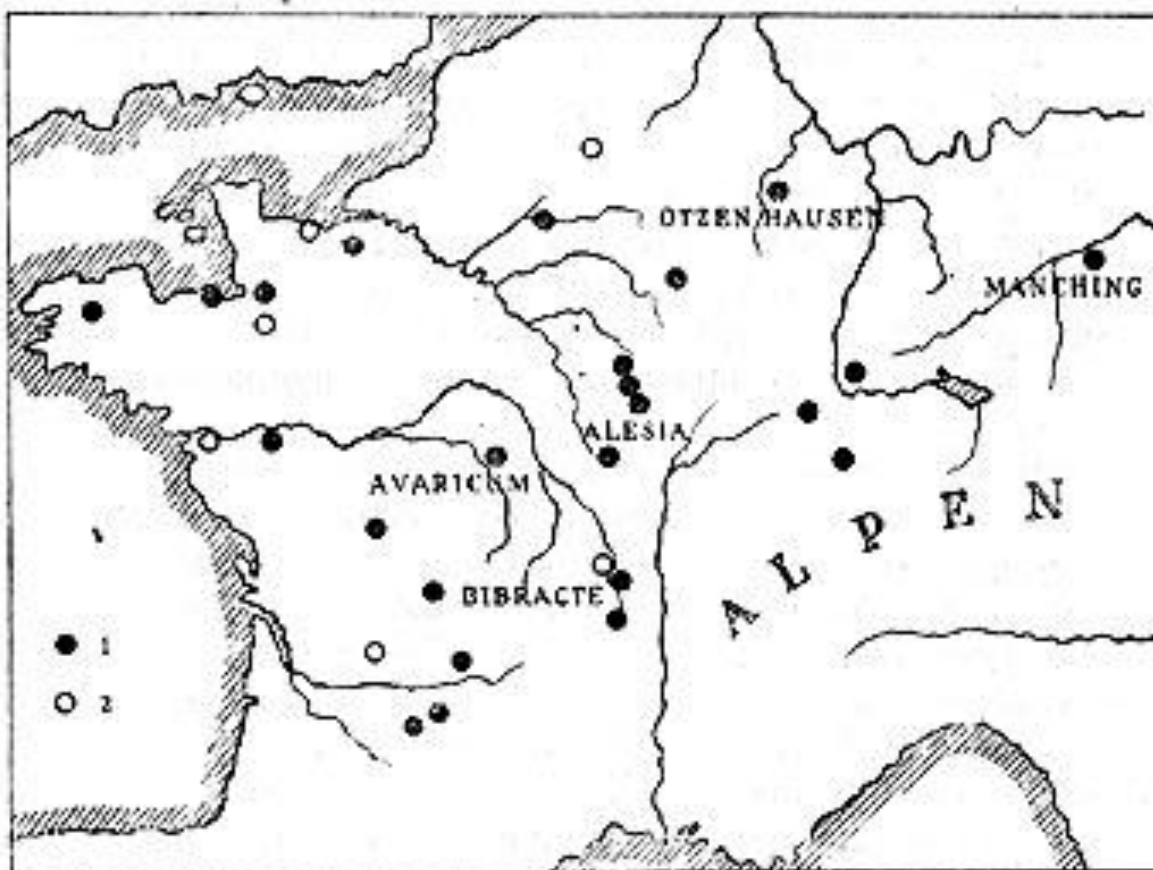 OTZENHAUSEN
MANCHING
ALESIA
AVARICUM
BIBRACTE
ALPEN
1
2